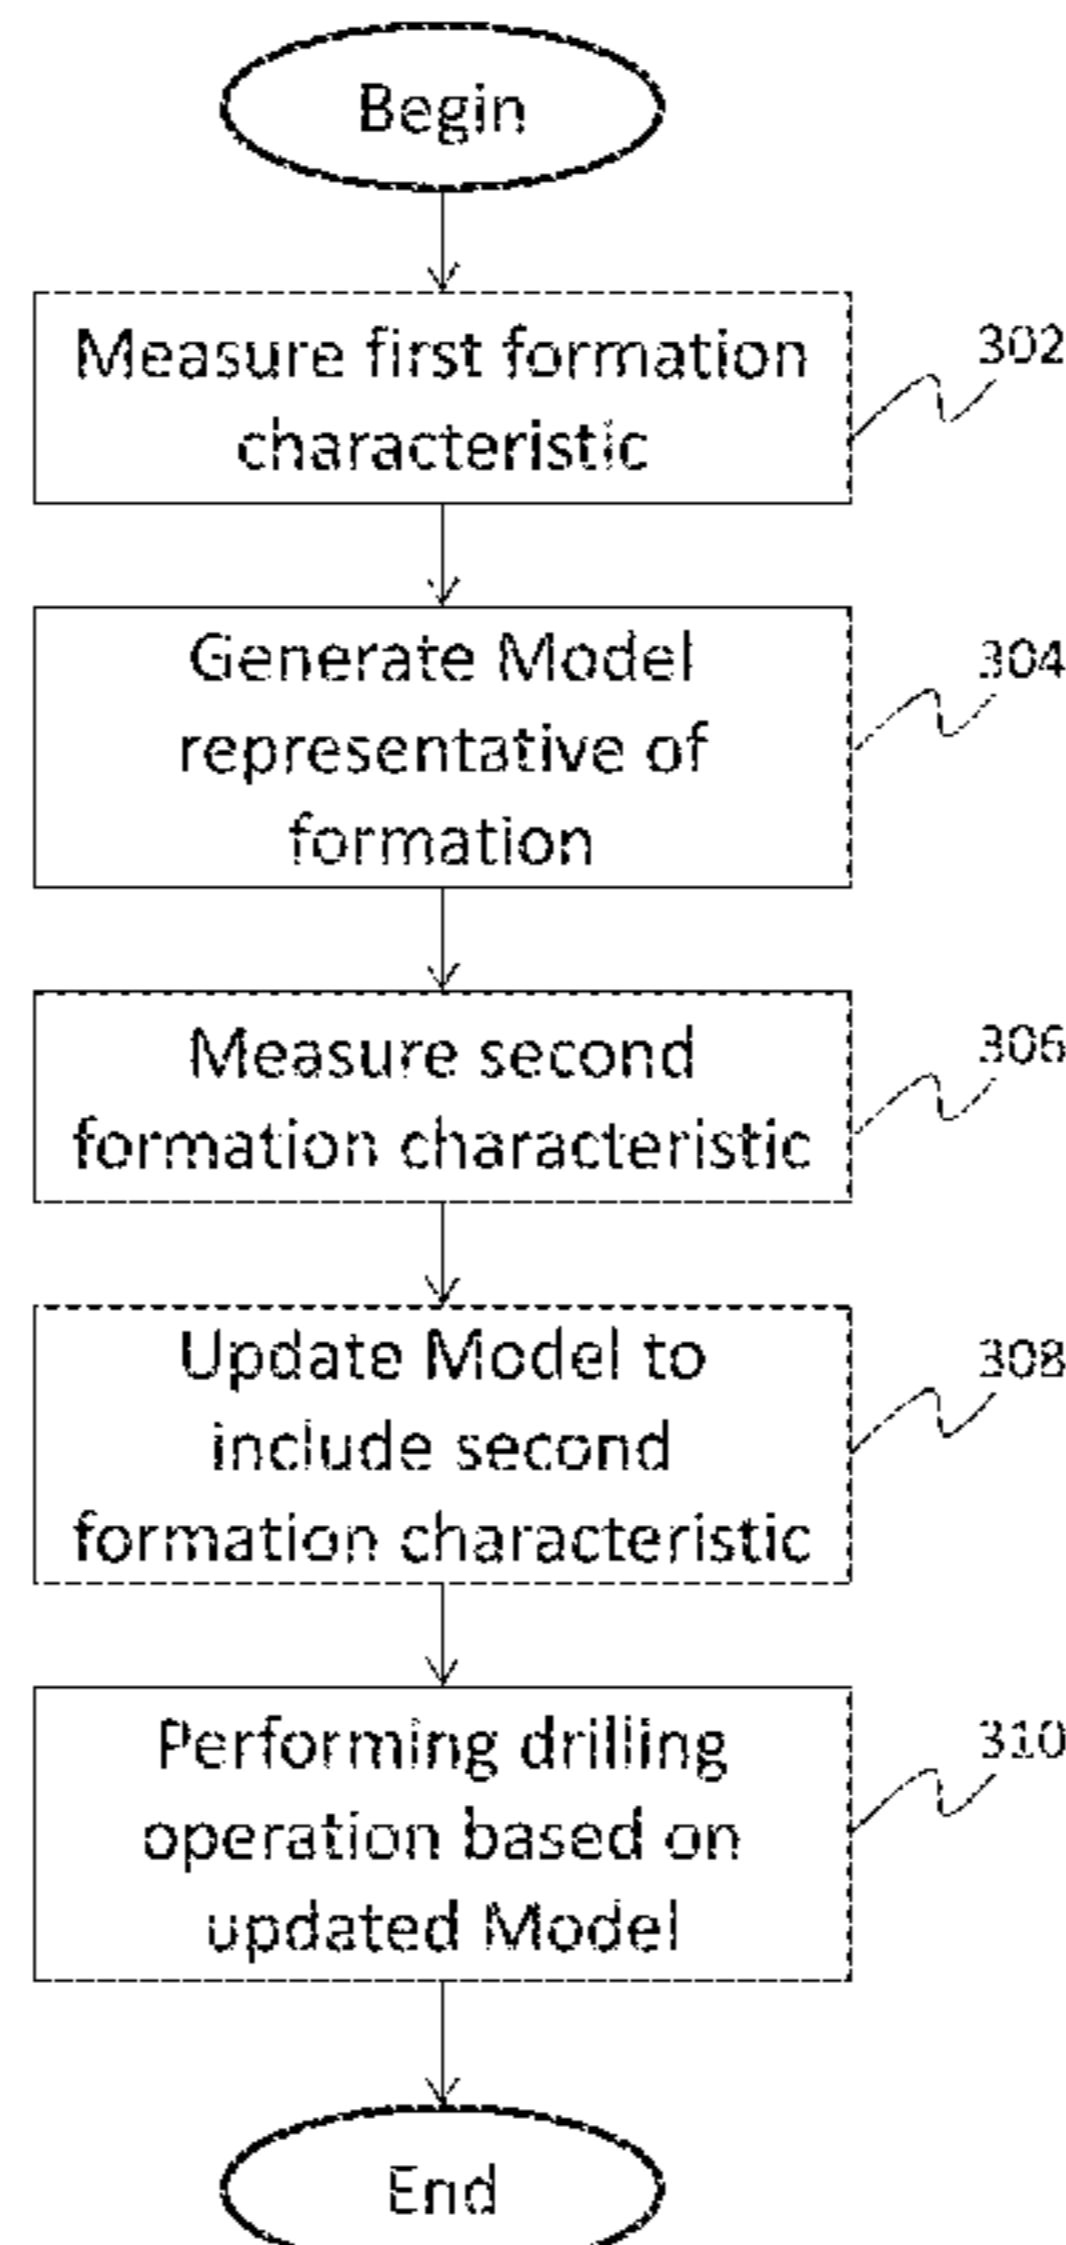 Begin
Measure first formation
characteristic
302
Generate Model
representative of
formation
304
Measure second
formation characteristic
306
Update Model to
include second
formation characteristic
308
Performing drilling
operation based on
updated Model
310
End